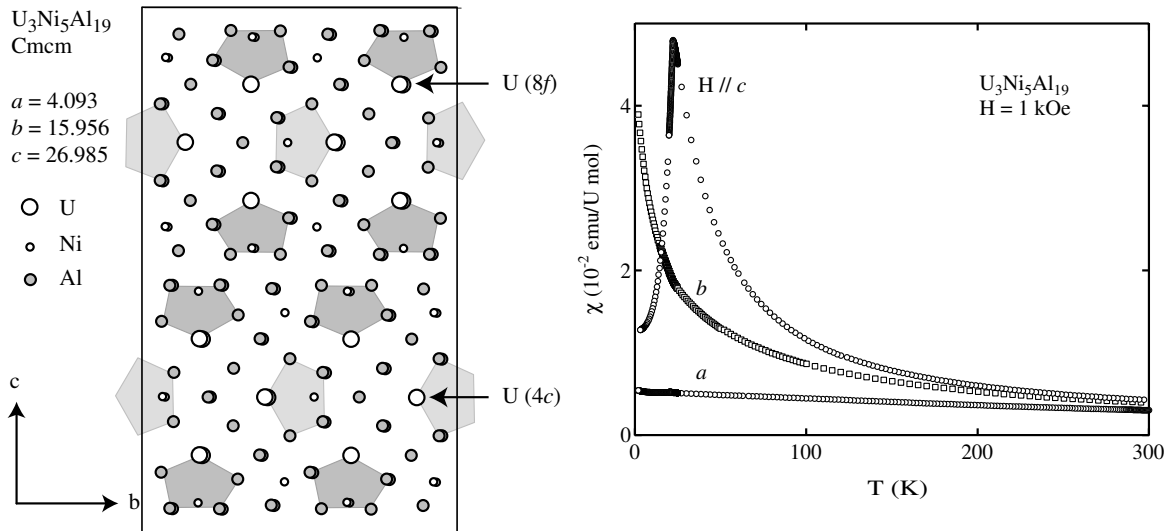 U₃Ni₅Al₁₉
Cmcm
a = 4.093
b = 15.956
c = 26.985
U
Ni
Al
c
b
U (8f)
U (4c)
χ (10⁻² emu/U mol)
4
2
0
H // c
U₃Ni₅Al₁₉
H = 1 kOe
b
a
0
100
200
300
T (K)